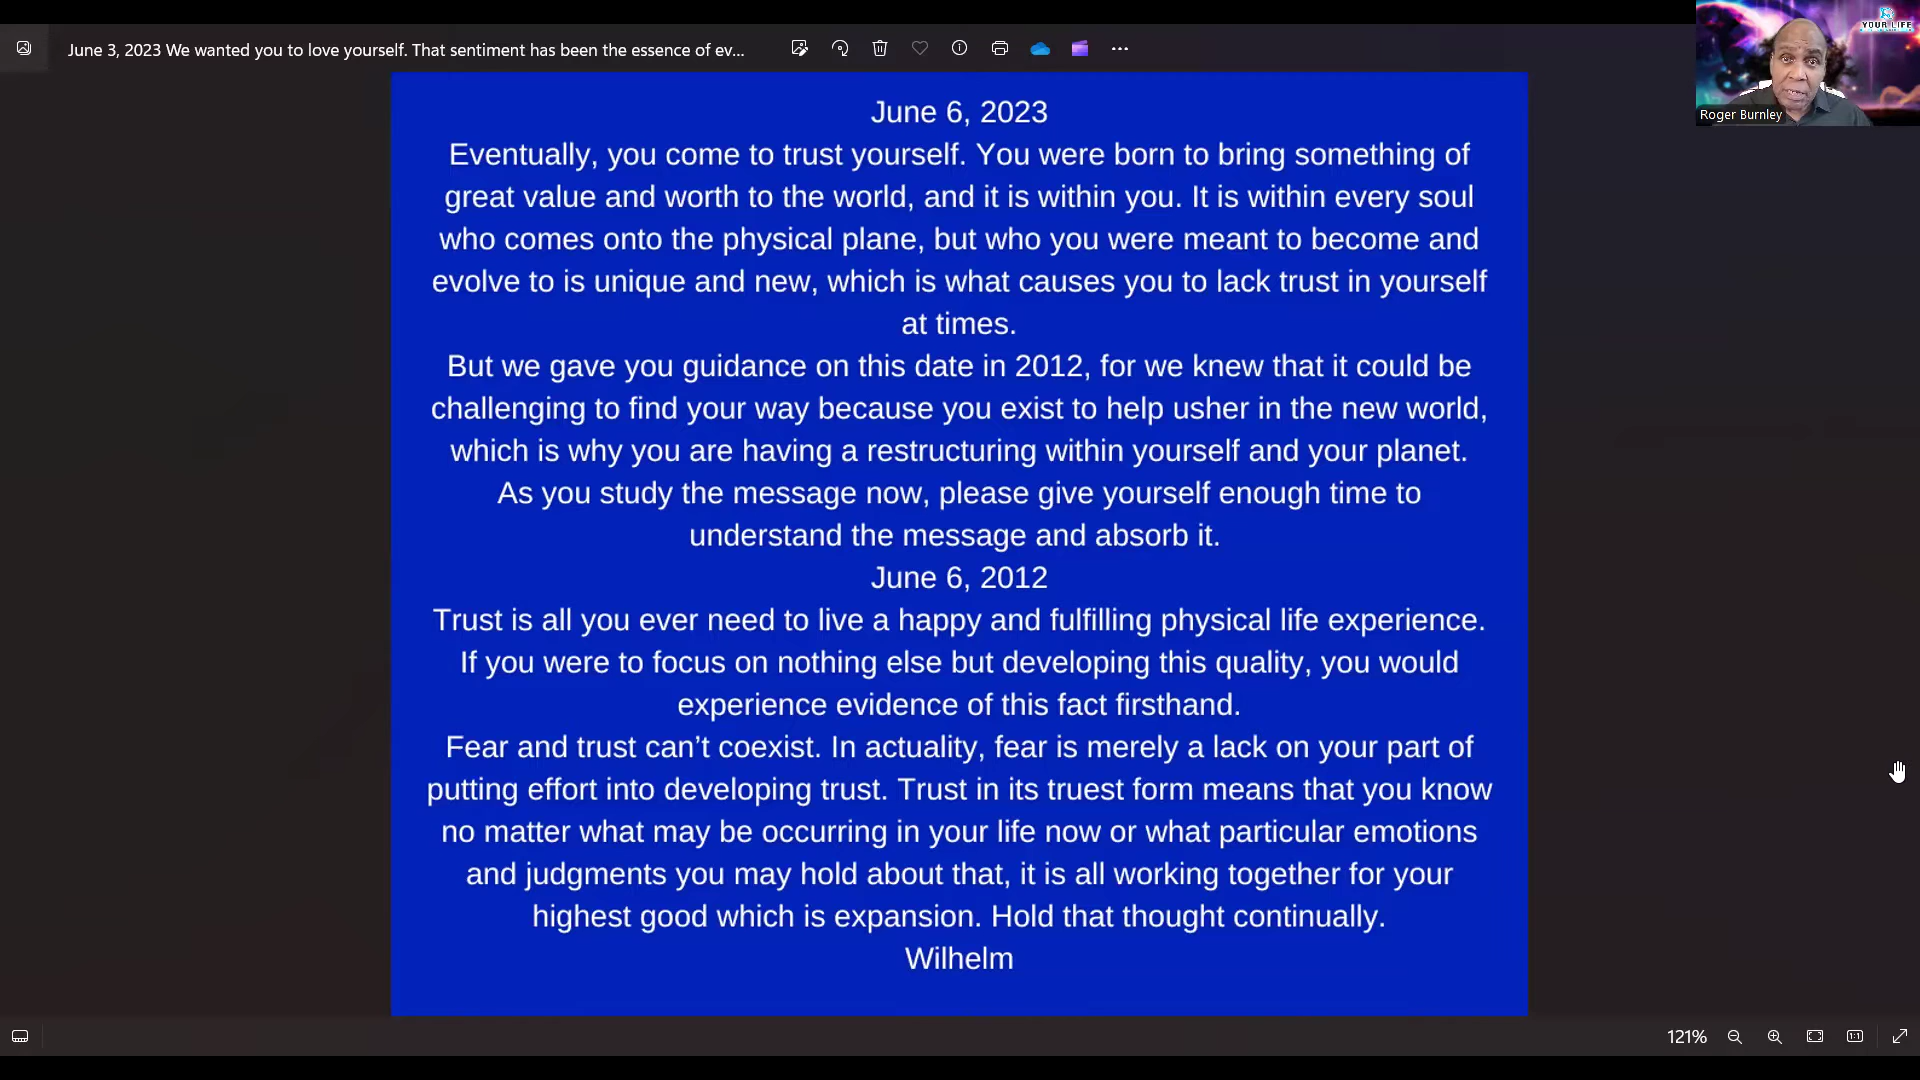 June 3, 2023 We wanted you to love yourself. That sentiment has been the essence of ev...
YOUR LIFE
Roger Burnley
June 6, 2023
Eventually, you come to trust yourself. You were born to bring something of
great value and worth to the world, and it is within you. It is within every soul
who comes onto the physical plane, but who you were meant to become and
evolve to is unique and new, which is what causes you to lack trust in yourself
at times.
But we gave you guidance on this date in 2012, for we knew that it could be
challenging to find your way because you exist to help usher in the new world,
which is why you are having a restructuring within yourself and your planet.
As you study the message now, please give yourself enough time to
understand the message and absorb it.
June 6, 2012
Trust is all you ever need to live a happy and fulfilling physical life experience.
If you were to focus on nothing else but developing this quality, you would
experience evidence of this fact firsthand.
Fear and trust can’t coexist. In actuality, fear is merely a lack on your part of
putting effort into developing trust. Trust in its truest form means that you know
no matter what may be occurring in your life now or what particular emotions
and judgments you may hold about that, it is all working together for your
highest good which is expansion. Hold that thought continually.
Wilhelm
121%
1:1